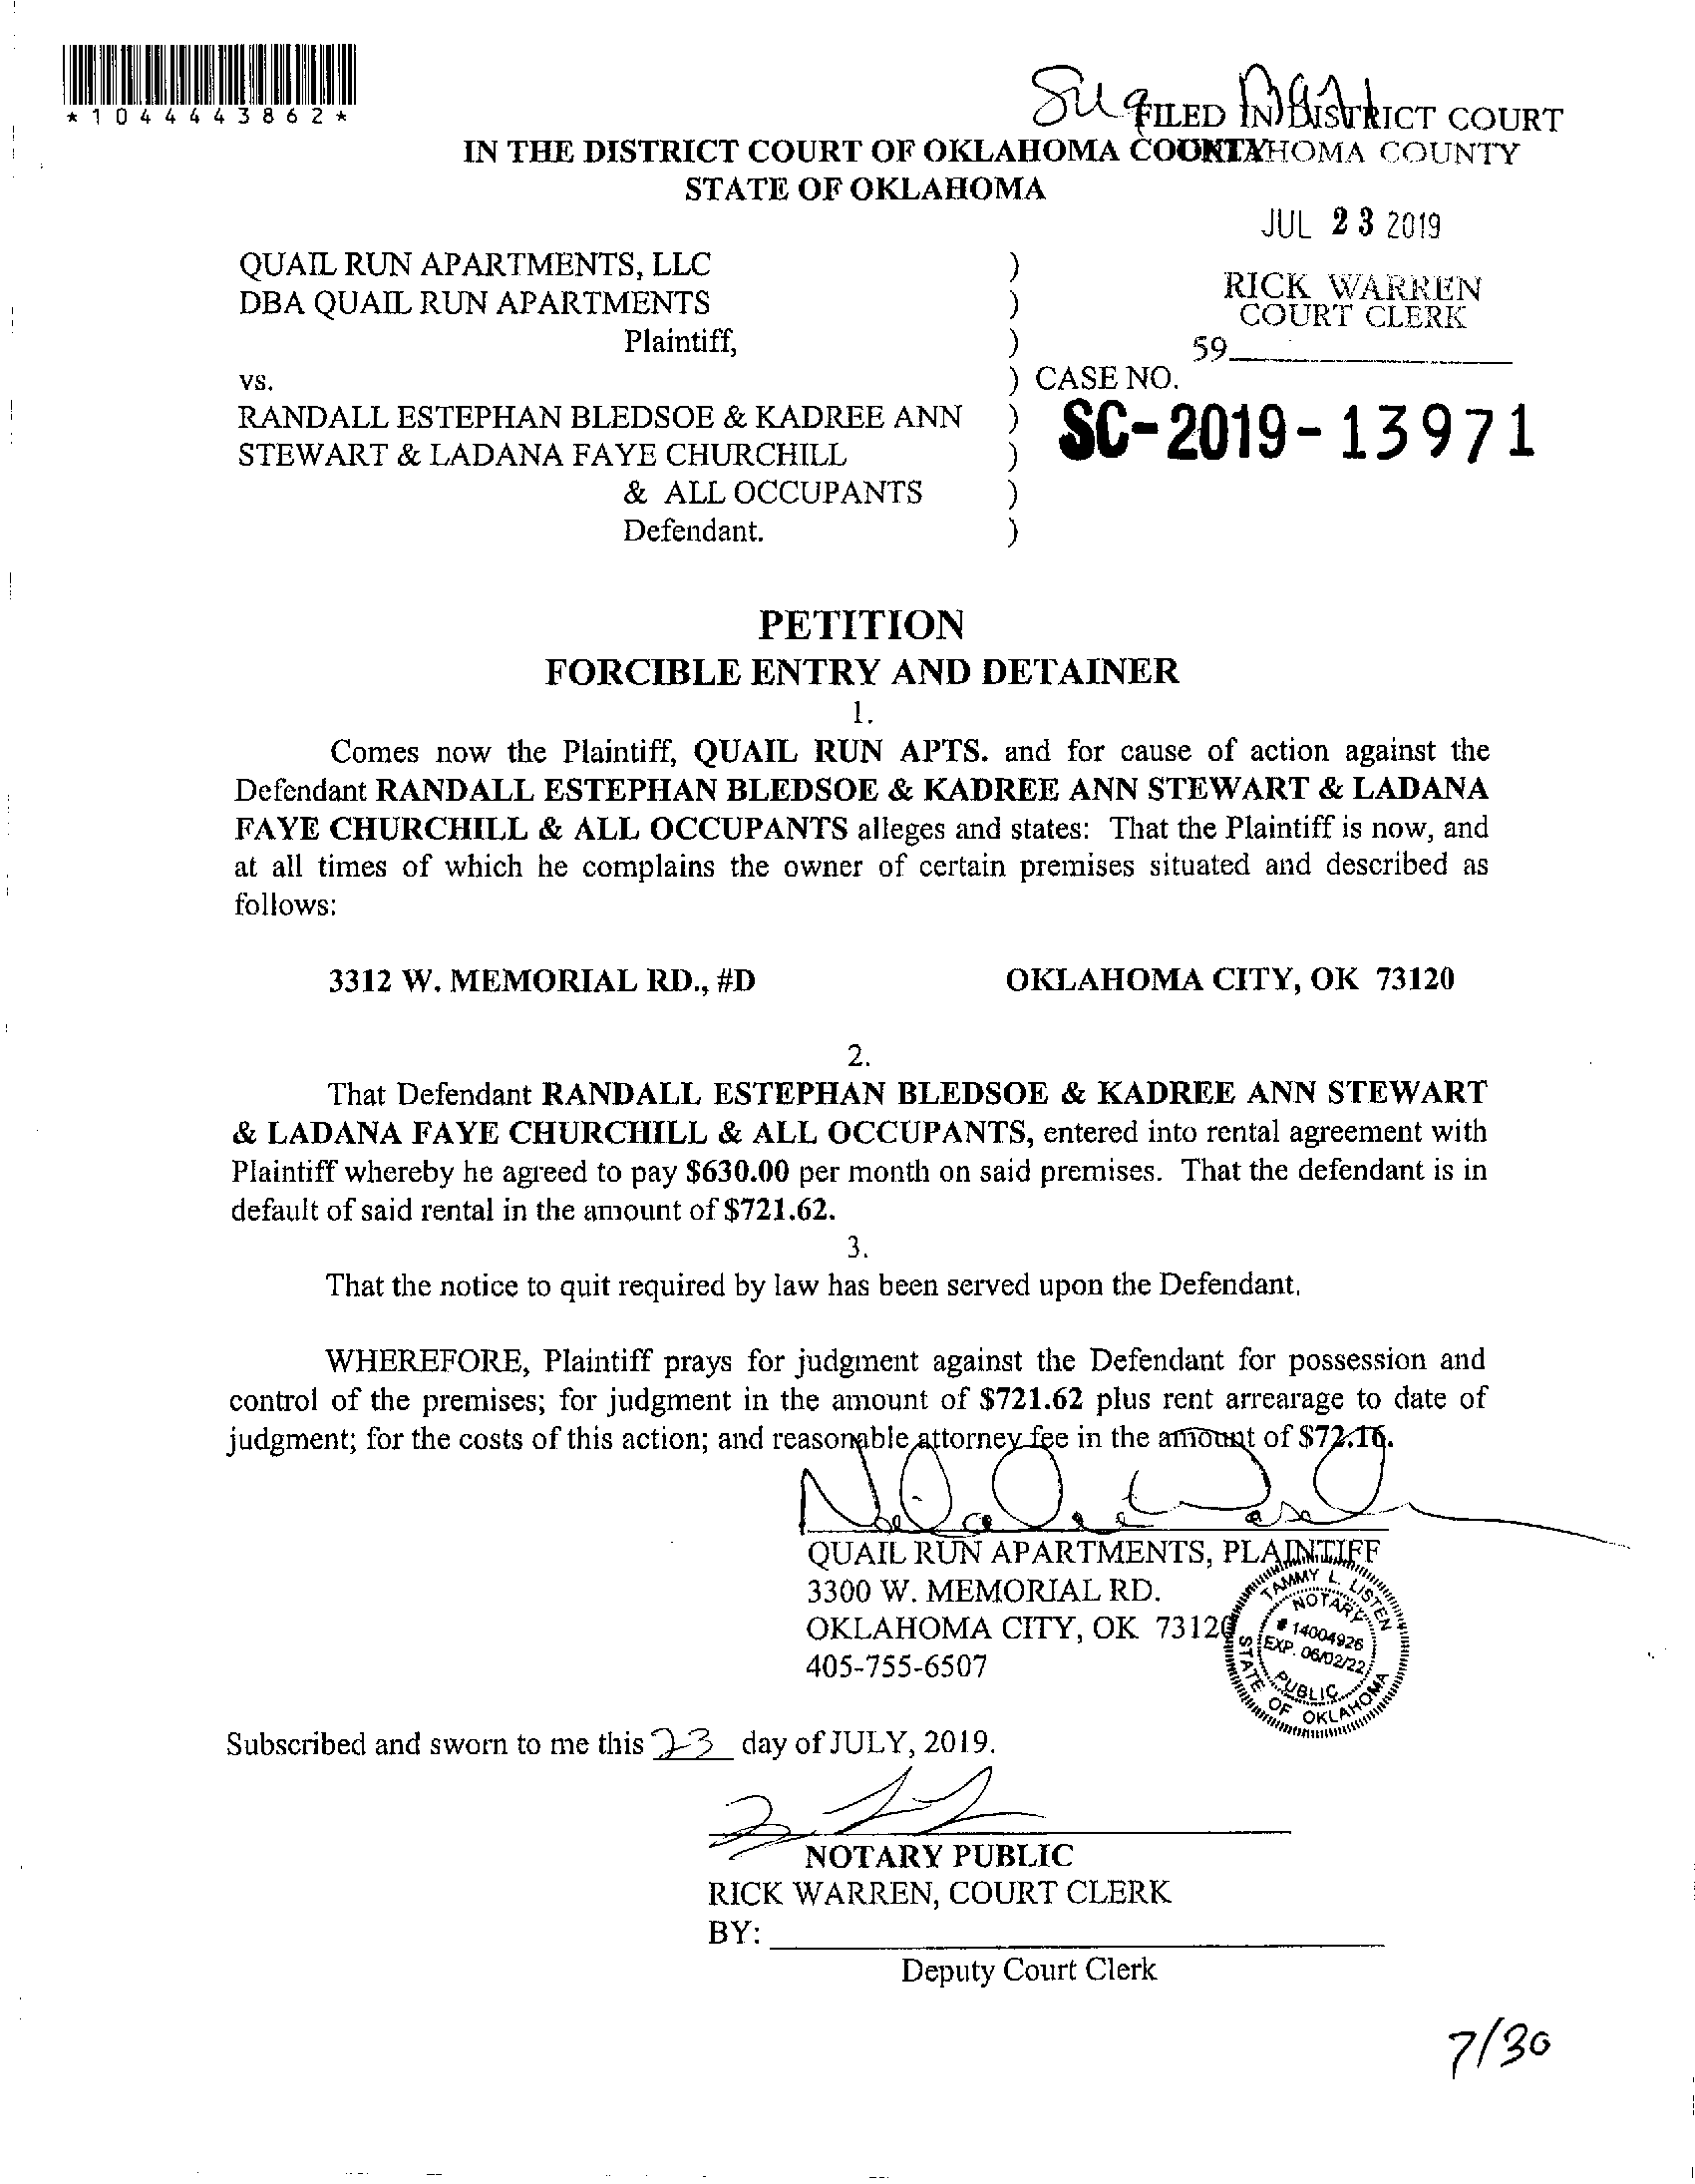 *1044443862*
FILED IN DISTRICT COURT
IN THE DISTRICT COURT OF OKLAHOMA COUNTY
OKLAHOMA COUNTY
STATE OF OKLAHOMA
JUL 23 2019
QUAIL RUN APARTMENTS, LLC )
RICK WARREN
DBA QUAIL RUN APARTMENTS )
COURT CLERK
Plaintiff, )
59
vs. ) CASE NO.
RANDALL ESTEPHAN BLEDSOE & KADREE ANN )
SC-2019-13971
STEWART & LADANA FAYE CHURCHILL )
& ALL OCCUPANTS )
Defendant. )
PETITION
FORCIBLE ENTRY AND DETAINER
1.
Comes now the Plaintiff, QUAIL RUN APTS. and for cause of action against the
Defendant RANDALL ESTEPHAN BLEDSOE & KADREE ANN STEWART & LADANA
FAYE CHURCHILL & ALL OCCUPANTS alleges and states: That the Plaintiff is now, and
at all times of which he complains the owner of certain premises situated and described as
follows:
3312 W. MEMORIAL RD., #D OKLAHOMA CITY, OK 73120
2.
That Defendant RANDALL ESTEPHAN BLEDSOE & KADREE ANN STEWART
& LADANA FAYE CHURCHILL & ALL OCCUPANTS, entered into rental agreement with
Plaintiff whereby he agreed to pay $630.00 per month on said premises. That the defendant is in
default of said rental in the amount of $721.62.
3.
That the notice to quit required by law has been served upon the Defendant.
WHEREFORE, Plaintiff prays for judgment against the Defendant for possession and
control of the premises; for judgment in the amount of $721.62 plus rent arrearage to date of
judgment; for the costs of this action; and reasonable attorney fee in the amount of $72.16.
QUAIL RUN APARTMENTS, PLAINTIFF
3300 W. MEMORIAL RD.
OKLAHOMA CITY, OK 73120
405-755-6507
TAMMY L. LISTEN
NOTARY
# 14004926
EXP. 06/02/22
PUBLIC
STATE OF OKLAHOMA
Subscribed and sworn to me this 23 day of JULY, 2019.
NOTARY PUBLIC
RICK WARREN, COURT CLERK
BY:
Deputy Court Clerk
7/30